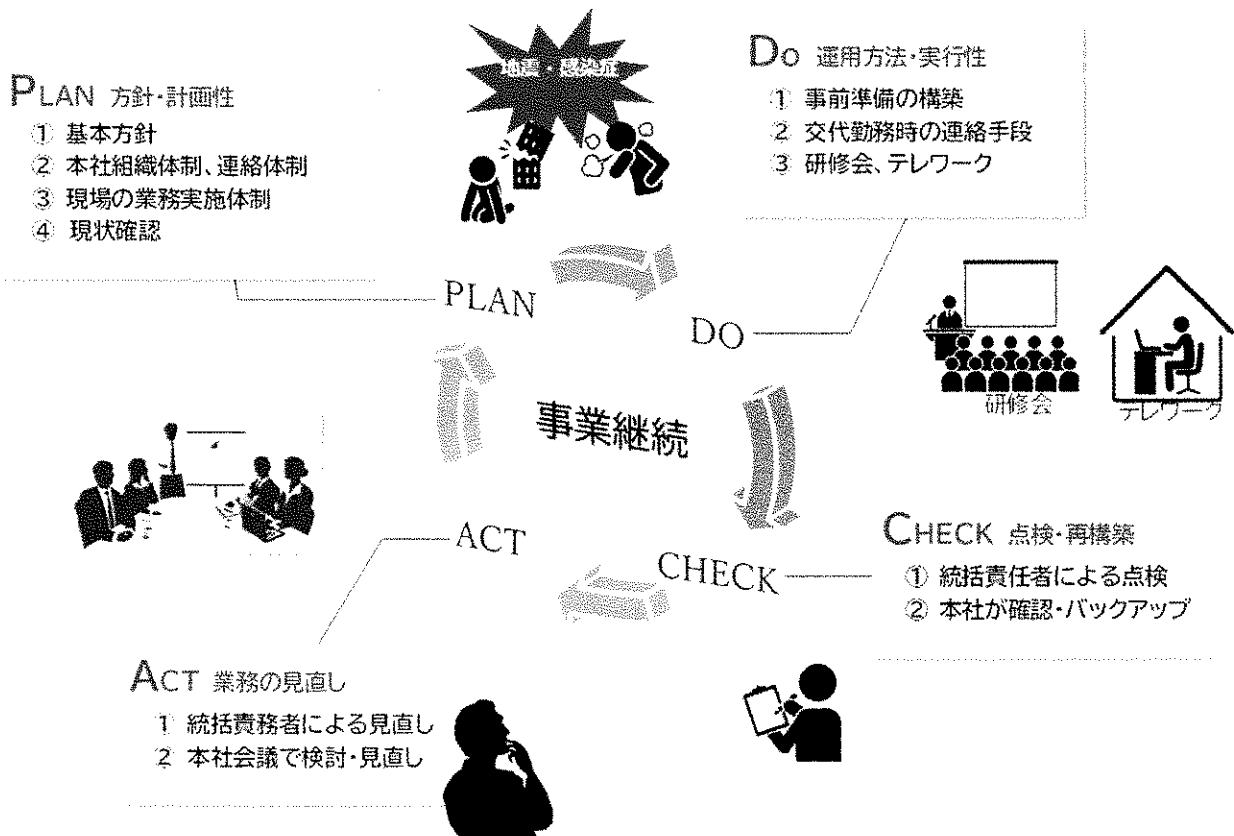 地震・感染症
PLAN 方針・計画性
① 基本方針
② 本社組織体制、連絡体制
③ 現場の業務実施体制
④ 現状確認
Do 運用方法・実行性
① 事前準備の構築
② 交代勤務時の連絡手段
③ 研修会、テレワーク
PLAN
DO
研修会
テレワーク
事業継続
ACT
CHECK
CHECK 点検・再構築
① 統括責任者による点検
② 本社が確認・バックアップ
ACT 業務の見直し
① 統括責務者による見直し
② 本社会議で検討・見直し